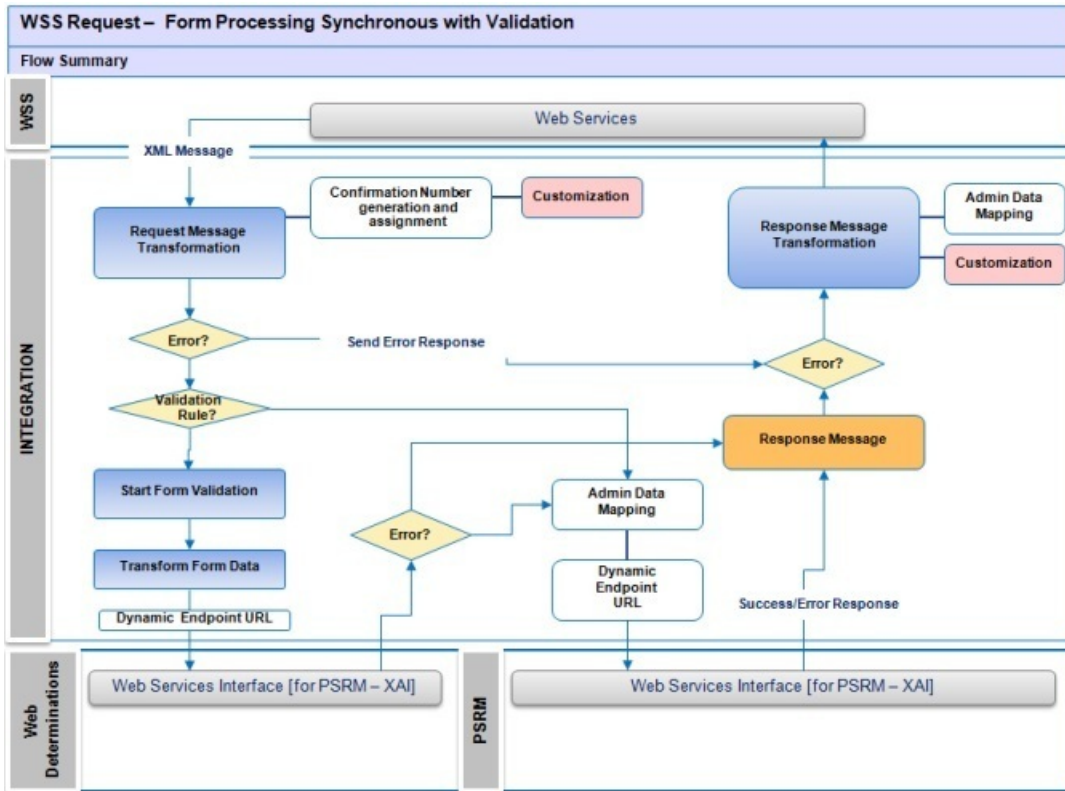 WSS Request – Form Processing Synchronous with Validation
Flow Summary
WSS
Web Services
XML Message
INTEGRATION
Request Message
Transformation
Confirmation Number
generation and
assignment
Customization
Response Message
Transformation
Admin Data
Mapping
Customization
Error?
Send Error Response
Error?
Validation
Rule?
Response Message
Start Form Validation
Admin Data
Mapping
Error?
Transform Form Data
Dynamic
Endpoint
URL
Success/Error Response
Dynamic Endpoint URL
Web
Determinations
Web Services Interface [for PSRM – XAI]
PSRM
Web Services Interface [for PSRM – XAI]